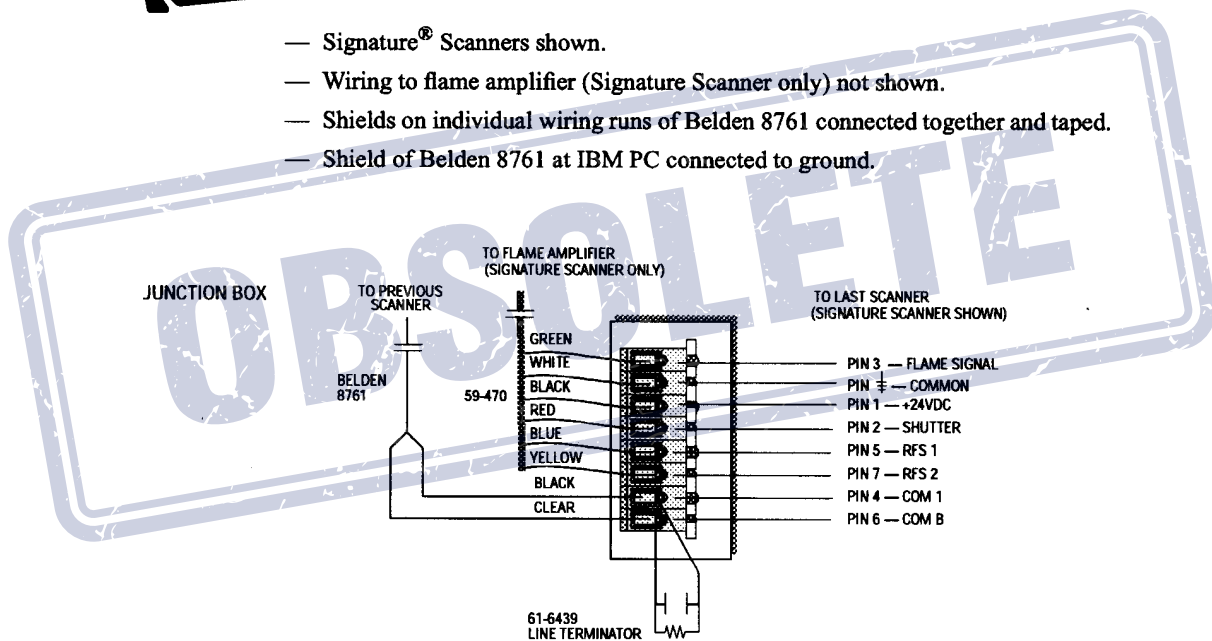 — Signature® Scanners shown.
— Wiring to flame amplifier (Signature Scanner only) not shown.
— Shields on individual wiring runs of Belden 8761 connected together and taped.
— Shield of Belden 8761 at IBM PC connected to ground.
OBSOLETE
TO FLAME AMPLIFIER
(SIGNATURE SCANNER ONLY)
JUNCTION BOX
TO PREVIOUS
SCANNER
TO LAST SCANNER
(SIGNATURE SCANNER SHOWN)
BELDEN
8761
59-470
GREEN
WHITE
BLACK
RED
BLUE
YELLOW
BLACK
CLEAR
PIN 3 — FLAME SIGNAL
PIN ⏚ — COMMON
PIN 1 — +24VDC
PIN 2 — SHUTTER
PIN 5 — RFS 1
PIN 7 — RFS 2
PIN 4 — COM 1
PIN 6 — COM B
61-6439
LINE TERMINATOR